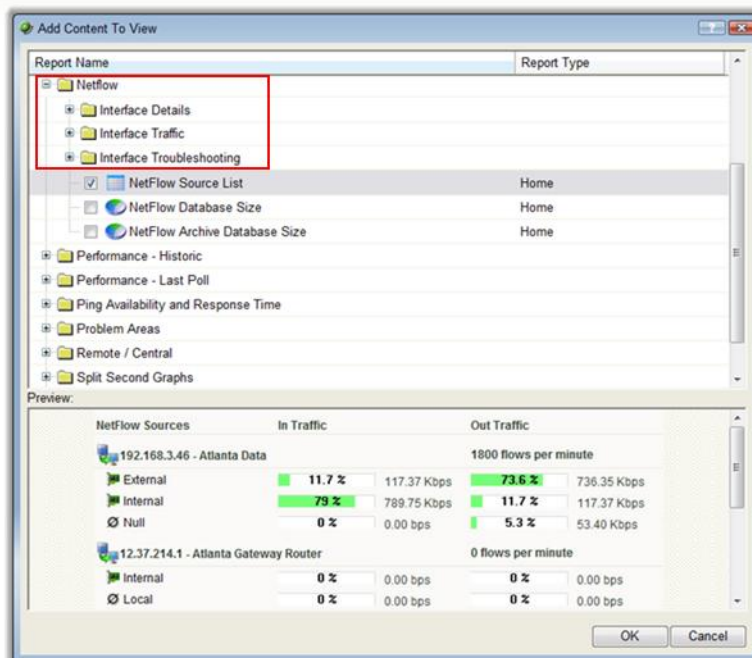 Add Content To View
Report Name Report Type
Netflow
Interface Details
Interface Traffic
Interface Troubleshooting
NetFlow Source List Home
NetFlow Database Size Home
NetFlow Archive Database Size Home
Performance - Historic
Performance - Last Poll
Ping Availability and Response Time
Problem Areas
Remote / Central
Split Second Graphs
Preview:
NetFlow Sources In Traffic Out Traffic
192.168.3.46 - Atlanta Data 1800 flows per minute
External 11.7 % 117.37 Kbps 73.6 % 736.35 Kbps
Internal 79 % 789.75 Kbps 11.7 % 117.37 Kbps
Null 0 % 0.00 bps 5.3 % 53.40 Kbps
12.37.214.1 - Atlanta Gateway Router 0 flows per minute
Internal 0 % 0.00 bps 0 % 0.00 bps
Local 0 % 0.00 bps 0 % 0.00 bps
OK Cancel